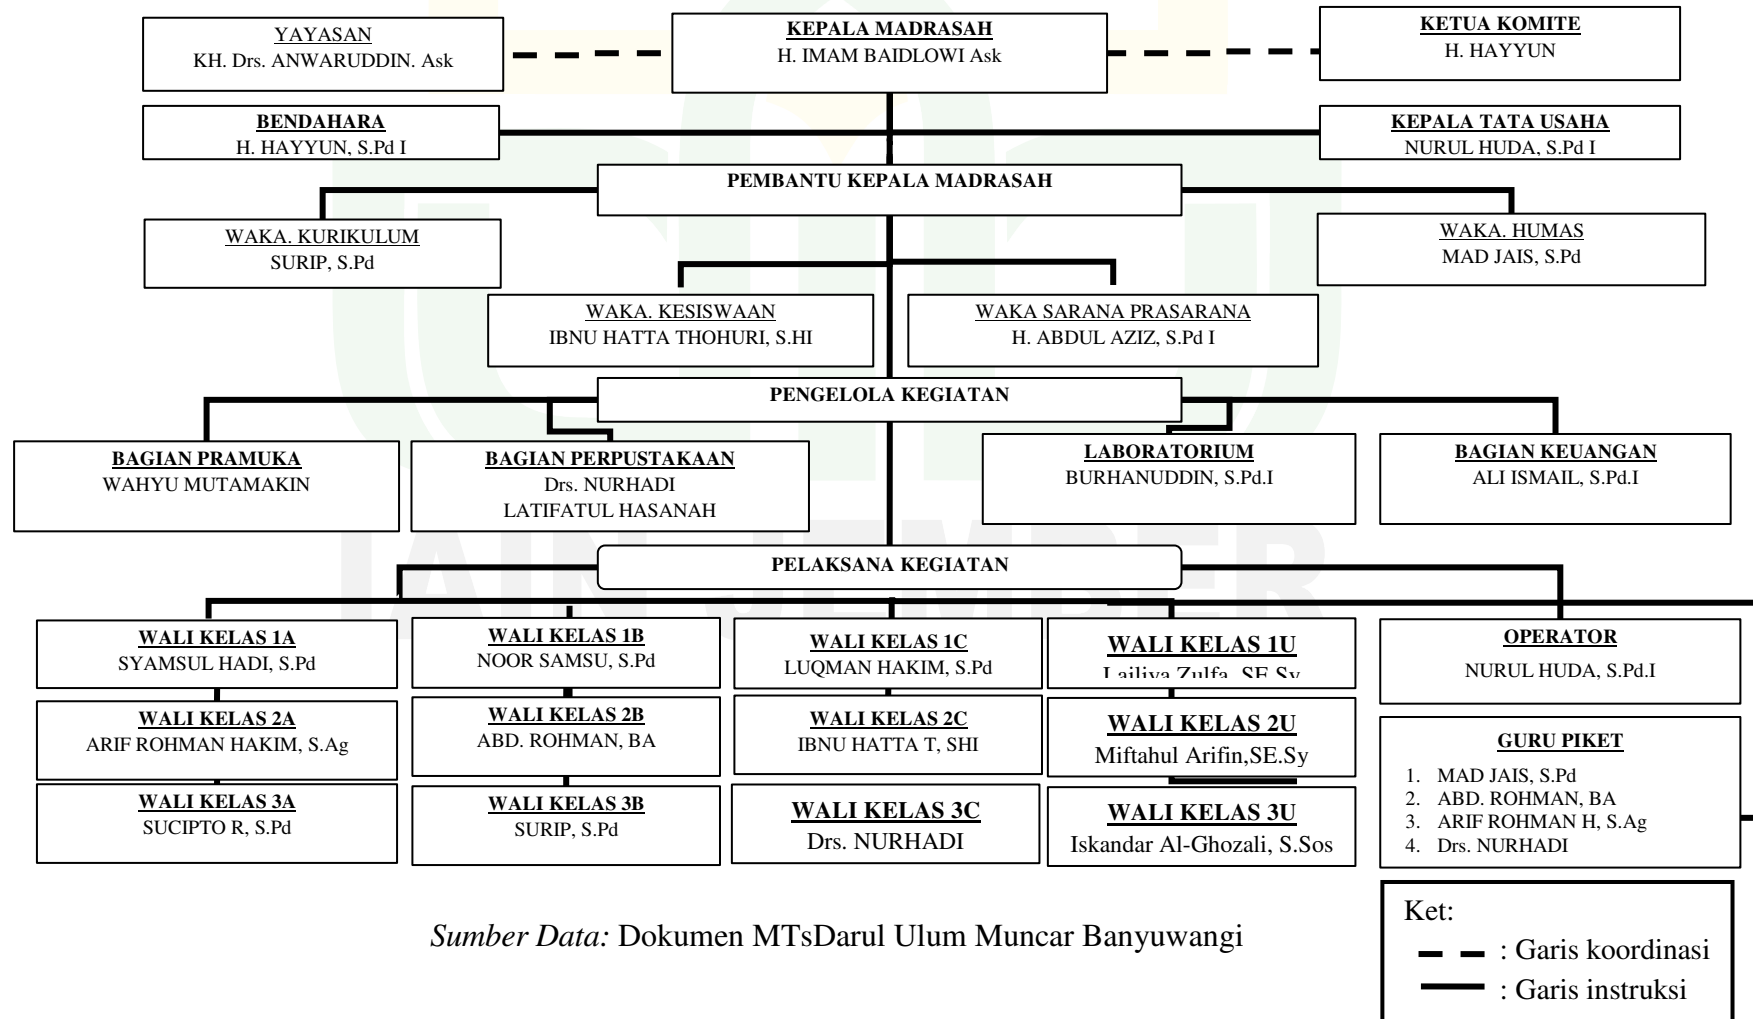 YAYASAN
KH. Drs. ANWARUDDIN. Ask
KEPALA MADRASAH
H. IMAM BAIDLOWI Ask
KETUA KOMITE
H. HAYYUN
BENDAHARA
H. HAYYUN, S.Pd I
KEPALA TATA USAHA
NURUL HUDA, S.Pd I
PEMBANTU KEPALA MADRASAH
WAKA. KURIKULUM
SURIP, S.Pd
WAKA. HUMAS
MAD JAIS, S.Pd
WAKA. KESISWAAN
IBNU HATTA THOHURI, S.HI
WAKA SARANA PRASARANA
H. ABDUL AZIZ, S.Pd I
PENGELOLA KEGIATAN
BAGIAN PRAMUKA
WAHYU MUTAMAKIN
BAGIAN PERPUSTAKAAN
Drs. NURHADI
LATIFATUL HASANAH
LABORATORIUM
BURHANUDDIN, S.Pd.I
BAGIAN KEUANGAN
ALI ISMAIL, S.Pd.I
IAIN JEMBER
PELAKSANA KEGIATAN
WALI KELAS 1A
SYAMSUL HADI, S.Pd
WALI KELAS 1B
NOOR SAMSU, S.Pd
WALI KELAS 1C
LUQMAN HAKIM, S.Pd
WALI KELAS 1U
Lailiya Zulfa, SE.Sy
OPERATOR
NURUL HUDA, S.Pd.I
WALI KELAS 2A
ARIF ROHMAN HAKIM, S.Ag
WALI KELAS 2B
ABD. ROHMAN, BA
WALI KELAS 2C
IBNU HATTA T, SHI
WALI KELAS 2U
Miftahul Arifin,SE.Sy
WALI KELAS 3A
SUCIPTO R, S.Pd
WALI KELAS 3B
SURIP, S.Pd
WALI KELAS 3C
Drs. NURHADI
WALI KELAS 3U
Iskandar Al-Ghozali, S.Sos
GURU PIKET
1. MAD JAIS, S.Pd
2. ABD. ROHMAN, BA
3. ARIF ROHMAN H, S.Ag
4. Drs. NURHADI
Sumber Data: Dokumen MTsDarul Ulum Muncar Banyuwangi
Ket:
: Garis koordinasi
: Garis instruksi